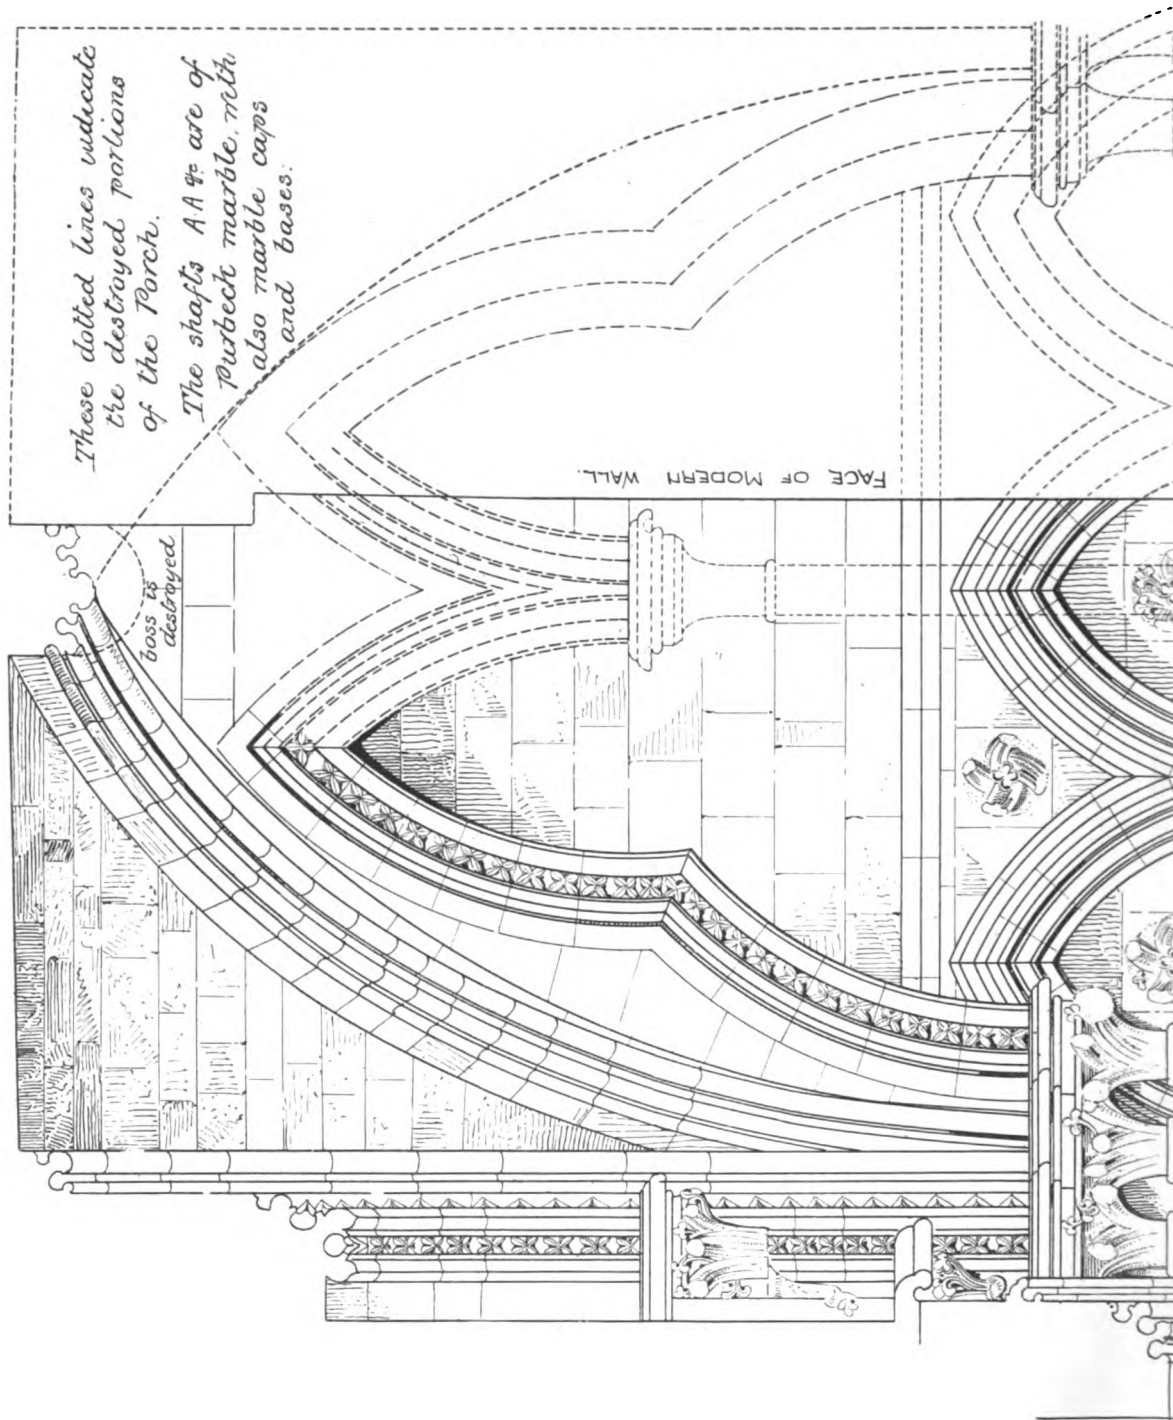 These dotted lines indicate
the destroyed portions
of the Porch.
The shafts A.A &c are of
Purbeck marble, with
also marble caps
and bases.
FACE OF MODERN WALL.
boss is
destroyed